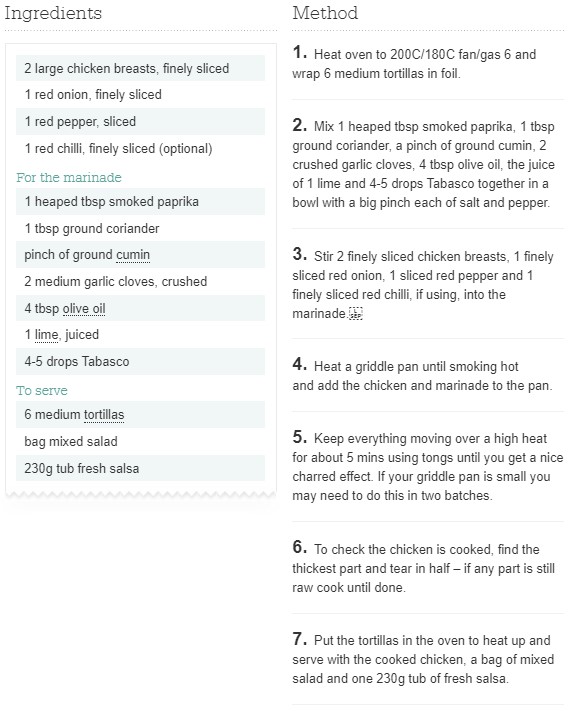 Ingredients
2 large chicken breasts, finely sliced
1 red onion, finely sliced
1 red pepper, sliced
1 red chilli, finely sliced (optional)
For the marinade
1 heaped tbsp smoked paprika
1 tbsp ground coriander
pinch of ground cumin
2 medium garlic cloves, crushed
4 tbsp olive oil
1 lime, juiced
4-5 drops Tabasco
To serve
6 medium tortillas
bag mixed salad
230g tub fresh salsa
Method
1. Heat oven to 200C/180C fan/gas 6 and
wrap 6 medium tortillas in foil.
2. Mix 1 heaped tbsp smoked paprika, 1 tbsp
ground coriander, a pinch of ground cumin, 2
crushed garlic cloves, 4 tbsp olive oil, the juice
of 1 lime and 4-5 drops Tabasco together in a
bowl with a big pinch each of salt and pepper.
3. Stir 2 finely sliced chicken breasts, 1 finely
sliced red onion, 1 sliced red pepper and 1
finely sliced red chilli, if using, into the
marinade.
4. Heat a griddle pan until smoking hot
and add the chicken and marinade to the pan.
5. Keep everything moving over a high heat
for about 5 mins using tongs until you get a nice
charred effect. If your griddle pan is small you
may need to do this in two batches.
6. To check the chicken is cooked, find the
thickest part and tear in half – if any part is still
raw cook until done.
7. Put the tortillas in the oven to heat up and
serve with the cooked chicken, a bag of mixed
salad and one 230g tub of fresh salsa.